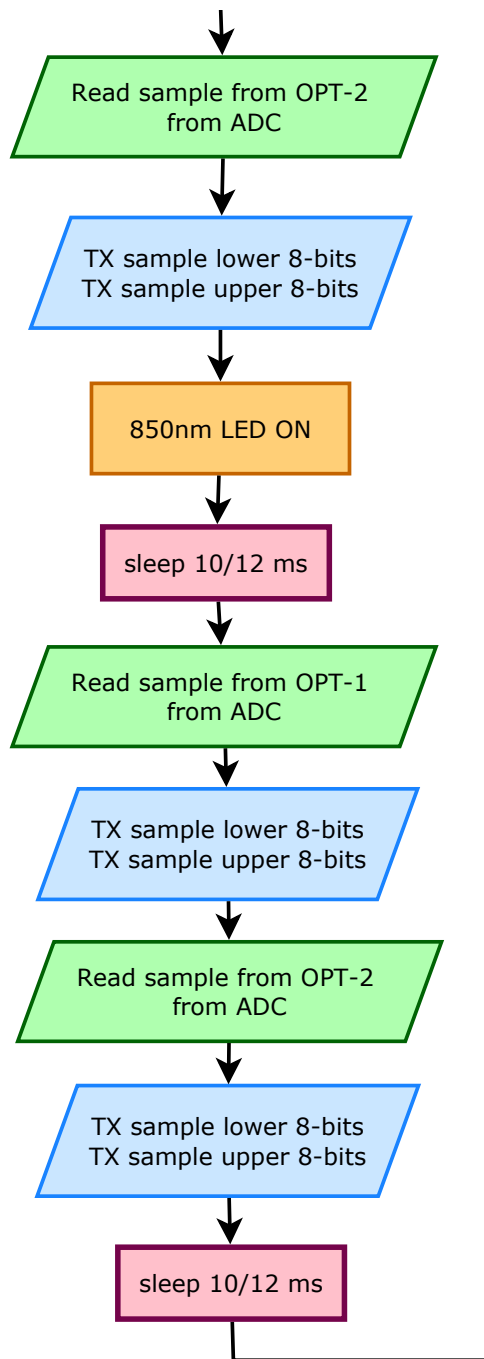 Read sample from OPT-2
from ADC
TX sample lower 8-bits
TX sample upper 8-bits
850nm LED ON
sleep 10/12 ms
Read sample from OPT-1
from ADC
TX sample lower 8-bits
TX sample upper 8-bits
Read sample from OPT-2
from ADC
TX sample lower 8-bits
TX sample upper 8-bits
sleep 10/12 ms